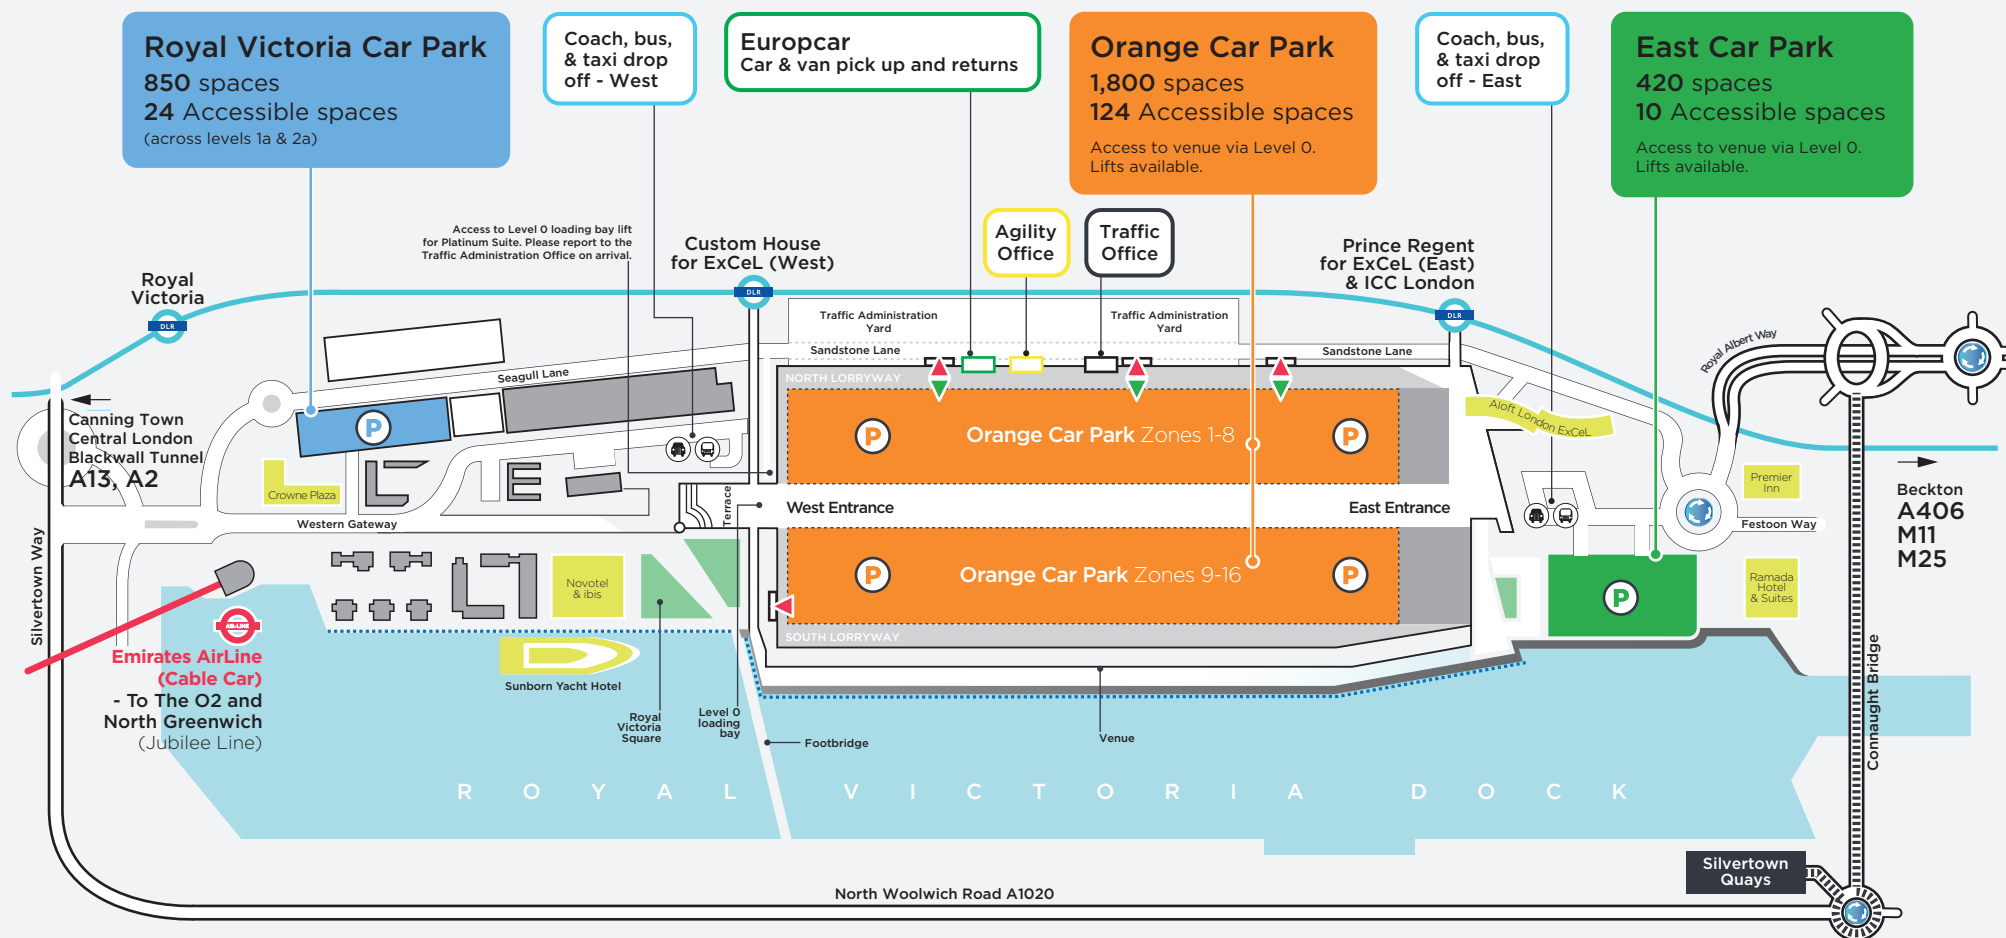 Royal Victoria Car Park
850 spaces
24 Accessible spaces
(across levels 1a & 2a)
Coach, bus,
& taxi drop
off - West
Europcar
Car & van pick up and returns
Orange Car Park
1,800 spaces
124 Accessible spaces
Access to venue via Level 0.
Lifts available.
Coach, bus,
& taxi drop
off - East
East Car Park
420 spaces
10 Accessible spaces
Access to venue via Level 0.
Lifts available.
Access to Level 0 loading bay lift
for Platinum Suite. Please report to the
Traffic Administration Office on arrival.
Custom House
for ExCeL (West)
DLR
Agility
Office
Traffic
Office
Prince Regent
for ExCeL (East)
& ICC London
DLR
Royal
Victoria
DLR
Traffic Administration
Yard
Traffic Administration
Yard
Sandstone Lane
Sandstone Lane
Royal Albert Way
Seagull Lane
NORTH LORRYWAY
Canning Town
Central London
Blackwall Tunnel
A13, A2
P
P
Orange Car Park Zones 1-8
P
Aloft London ExCeL
Crowne Plaza
Premier
Inn
Beckton
A406
M11
M25
Terrace
West Entrance
East Entrance
Western Gateway
Festoon Way
Silvertown Way
Novotel
& ibis
P
Orange Car Park Zones 9-16
P
P
Ramada
Hotel
& Suites
AIR-LINE
SOUTH LORRYWAY
Emirates AirLine
(Cable Car)
- To The O2 and
North Greenwich
(Jubilee Line)
Sunborn Yacht Hotel
Royal
Victoria
Square
Level 0
loading
bay
Footbridge
Venue
Connaught Bridge
ROYAL VICTORIA DOCK
Silvertown
Quays
North Woolwich Road A1020